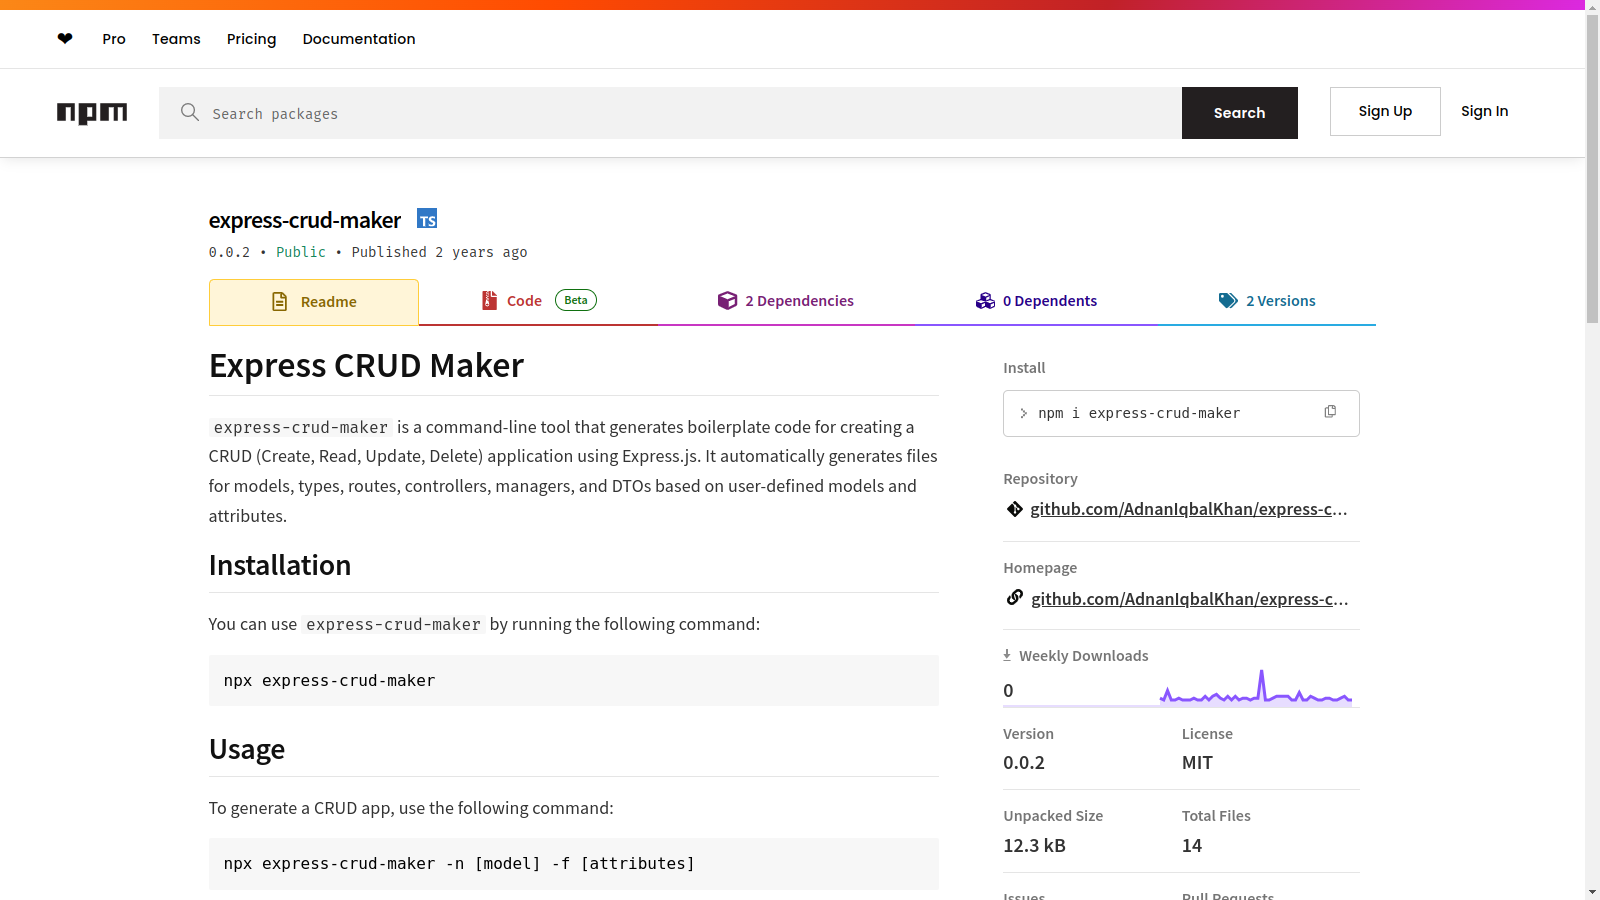 ❤ Pro Teams Pricing Documentation
npm Search packages Search Sign Up Sign In
express-crud-maker TS
0.0.2 • Public • Published 2 years ago
Readme Code Beta 2 Dependencies 0 Dependents 2 Versions
Express CRUD Maker
express-crud-maker is a command-line tool that generates boilerplate code for creating a
CRUD (Create, Read, Update, Delete) application using Express.js. It automatically generates files
for models, types, routes, controllers, managers, and DTOs based on user-defined models and
attributes.
Installation
You can use express-crud-maker by running the following command:
npx express-crud-maker
Usage
To generate a CRUD app, use the following command:
npx express-crud-maker -n [model] -f [attributes]
Install
npm i express-crud-maker
Repository
github.com/AdnanIqbalKhan/express-c...
Homepage
github.com/AdnanIqbalKhan/express-c...
Weekly Downloads
0
Version License
0.0.2 MIT
Unpacked Size Total Files
12.3 kB 14
Issues Pull Requests